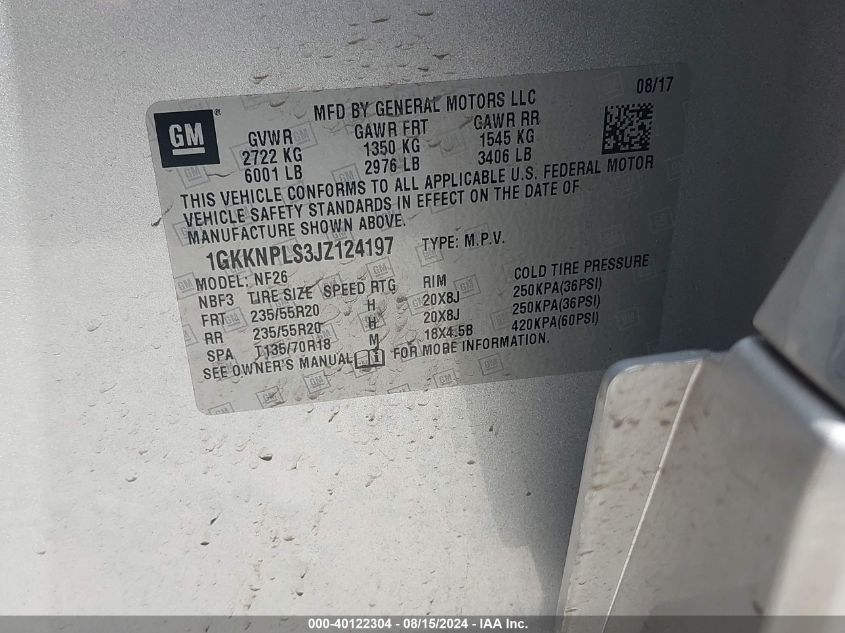 MFD BY GENERAL MOTORS LLC 08/17
GM
GVWR GAWR FRT GAWR RR
2722 KG 1350 KG 1545 KG
6001 LB 2976 LB 3406 LB
THIS VEHICLE CONFORMS TO ALL APPLICABLE U.S. FEDERAL MOTOR
VEHICLE SAFETY STANDARDS IN EFFECT ON THE DATE OF
MANUFACTURE SHOWN ABOVE.
1GKKNPLS3JZ124197 TYPE: M.P.V.
MODEL: NF26
NBF3 TIRE SIZE SPEED RTG RIM COLD TIRE PRESSURE
FRT 235/55R20 H 20X8J 250KPA(36PSI)
RR 235/55R20 H 20X8J 250KPA(36PSI)
SPA T135/70R18 M 18X4.5B 420KPA(60PSI)
SEE OWNER'S MANUAL FOR MORE INFORMATION.
000-40122304 - 08/15/2024 - IAA Inc.